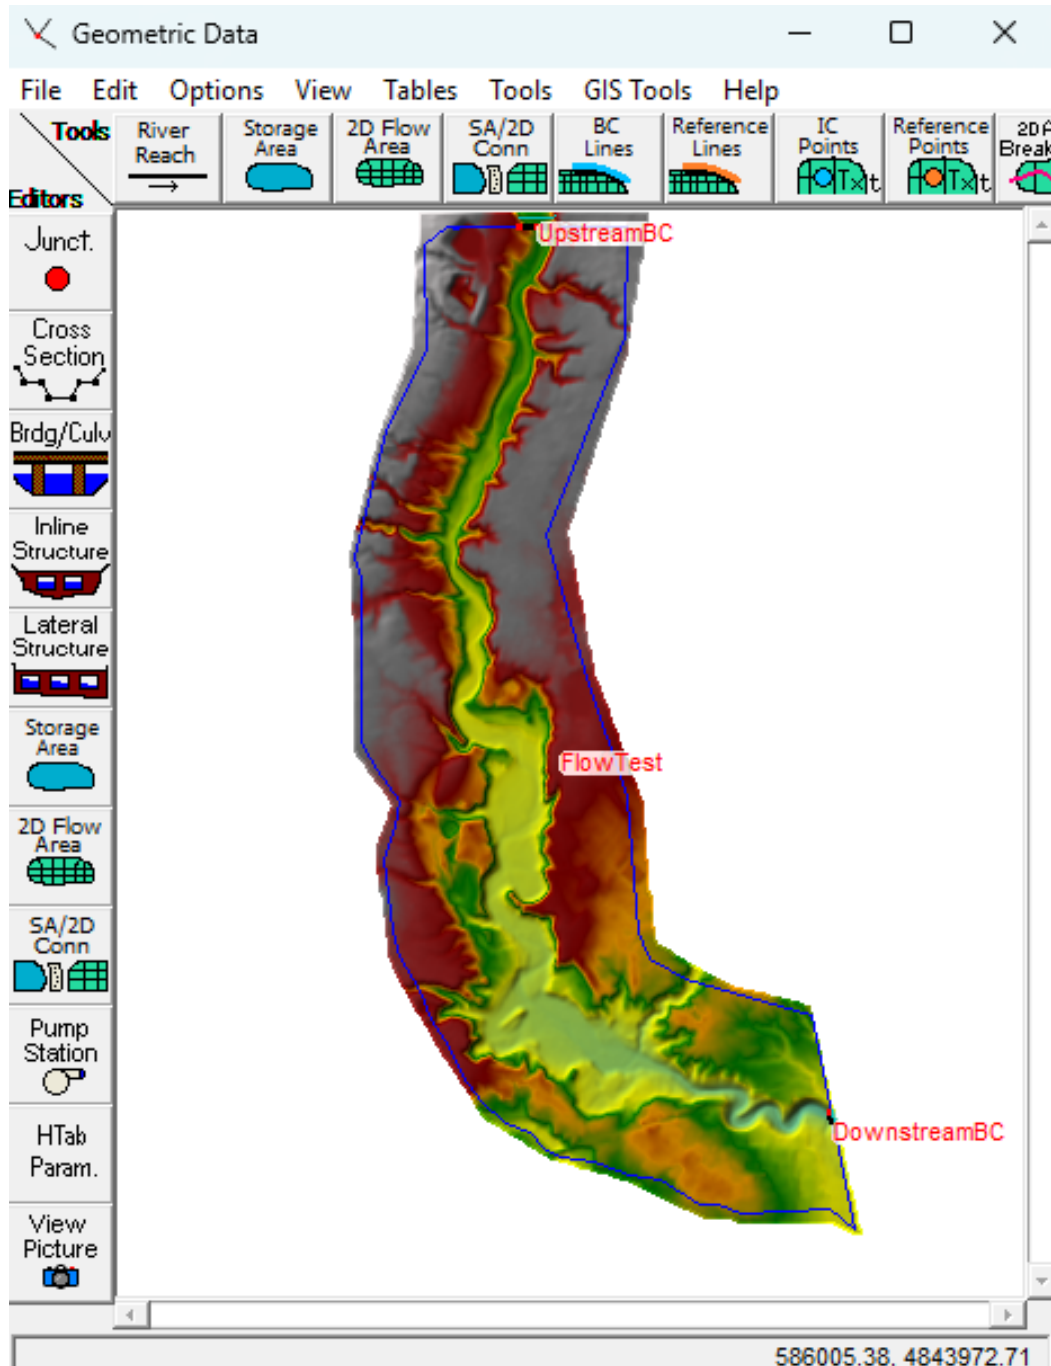 Geometric Data
File Edit Options View Tables Tools GIS Tools Help
Tools
Editors
River
Reach
Storage
Area
2D Flow
Area
SA/2D
Conn
BC
Lines
Reference
Lines
IC
Points
Reference
Points
2D A
Break
Junct.
Cross
Section
Brdg/Culv
Inline
Structure
Lateral
Structure
Storage
Area
2D Flow
Area
SA/2D
Conn
Pump
Station
HTab
Param.
View
Picture
UpstreamBC
FlowTest
DownstreamBC
586005.38, 4843972.71